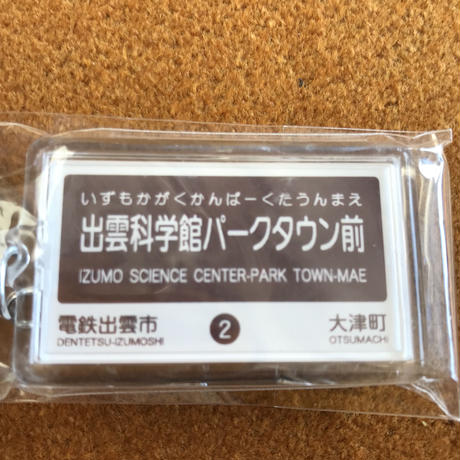 いずもかがくかんぱーくたうんまえ
出雲科学館パークタウン前
IZUMO SCIENCE CENTER-PARK TOWN-MAE
電鉄出雲市 2 大津町
DENTETSU-IZUMOSHI OTSUMACHI